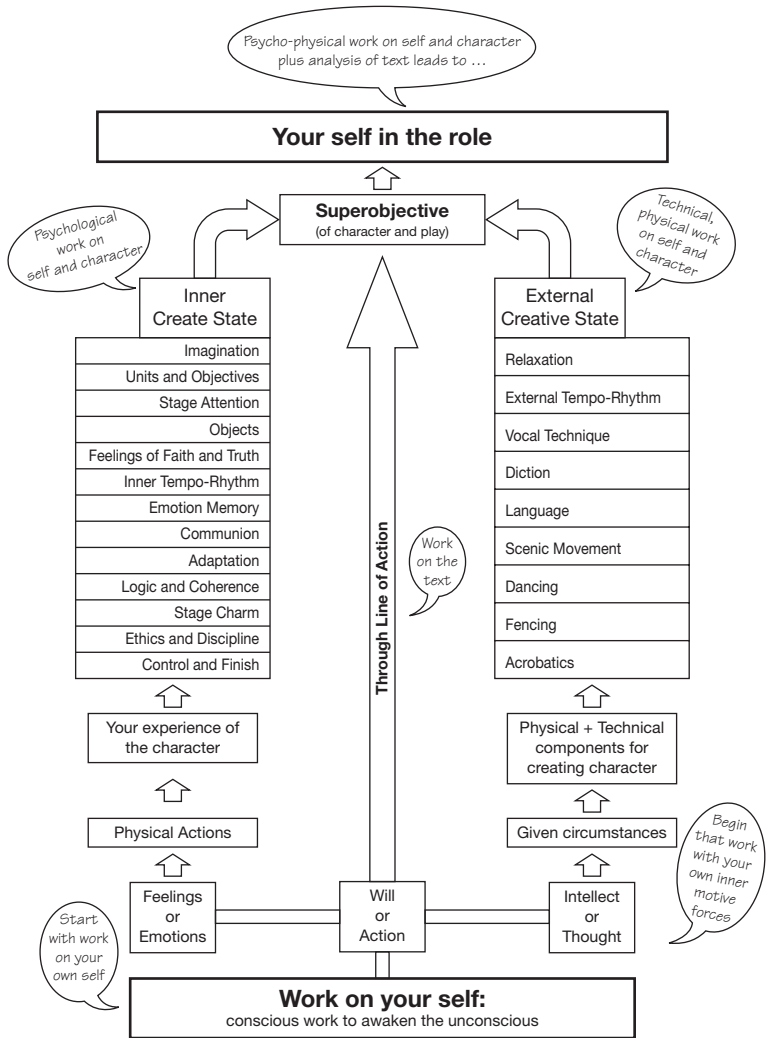 Psycho-physical work on self and character
plus analysis of text leads to ...
Your self in the role
Superobjective
(of character and play)
Psychological
work on
self and character
Technical,
physical work
on self and
character
Inner
Create State
External
Creative State
Imagination
Units and Objectives
Stage Attention
Objects
Feelings of Faith and Truth
Inner Tempo-Rhythm
Emotion Memory
Communion
Adaptation
Logic and Coherence
Stage Charm
Ethics and Discipline
Control and Finish
Through Line of Action
Work
on the
text
Relaxation
External Tempo-Rhythm
Vocal Technique
Diction
Language
Scenic Movement
Dancing
Fencing
Acrobatics
Your experience of
the character
Physical + Technical
components for
creating character
Physical Actions
Given circumstances
Begin
that work
with your
own inner
motive
forces
Feelings
or
Emotions
Will
or
Action
Intellect
or
Thought
Start
with work
on your
own self
Work on your self:
conscious work to awaken the unconscious